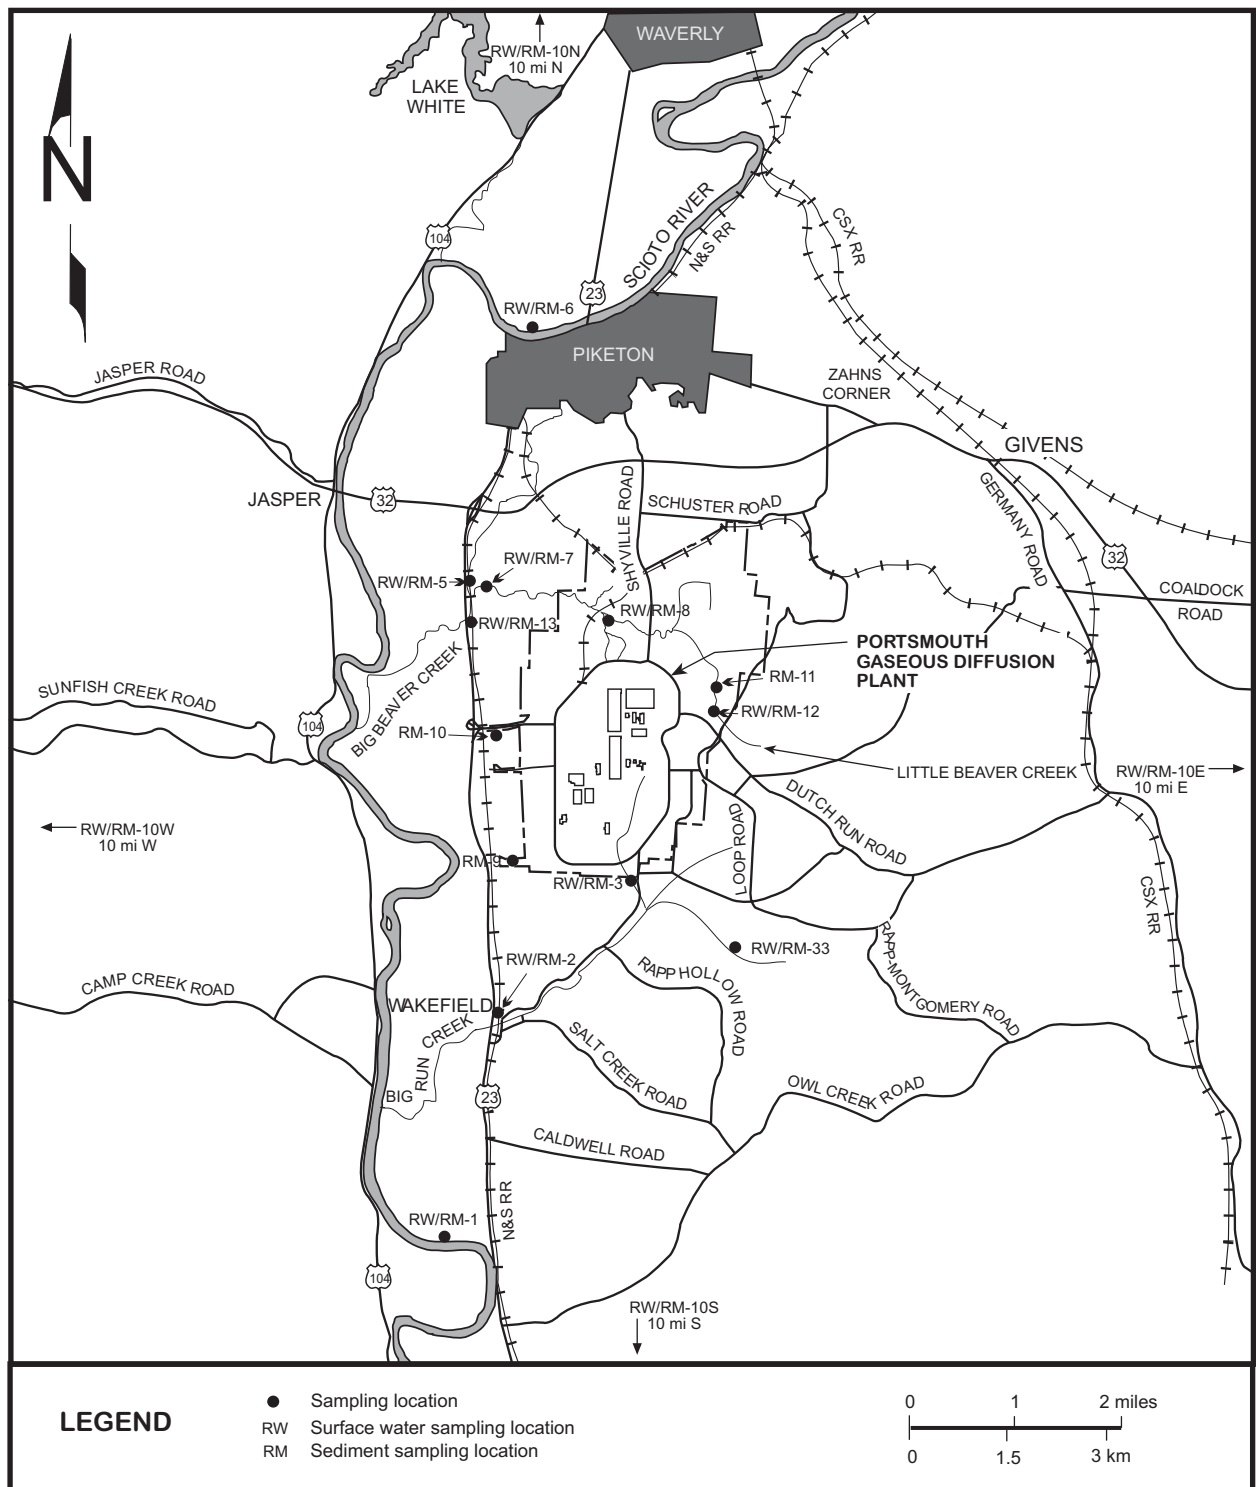 WAVERLY
RW/RM-10N
10 mi N
LAKE
WHITE
N
SCIOTO RIVER
N&S RR
CSX RR
104
23
RW/RM-6
PIKETON
JASPER ROAD
ZAHNS
CORNER
GIVENS
JASPER
32
SHYVILLE ROAD
SCHUSTER ROAD
GERMANY ROAD
32
COALDOCK
ROAD
RW/RM-7
RW/RM-5
RW/RM-8
RW/RM-13
PORTSMOUTH
GASEOUS DIFFUSION
PLANT
BIG BEAVER CREEK
RM-11
SUNFISH CREEK ROAD
RW/RM-12
104
RM-10
LITTLE BEAVER CREEK
RW/RM-10E
10 mi E
DUTCH RUN ROAD
LOOP ROAD
RW/RM-10W
10 mi W
RM-9
RW/RM-3
CSX RR
RW/RM-33
RAPP-MONTGOMERY ROAD
RW/RM-2
RAPP HOLLOW ROAD
CAMP CREEK ROAD
WAKEFIELD
BIG RUN CREEK
SALT CREEK ROAD
OWL CREEK ROAD
23
CALDWELL ROAD
N&S RR
RW/RM-1
104
RW/RM-10S
10 mi S
LEGEND
Sampling location
RW Surface water sampling location
RM Sediment sampling location
0 1 2 miles
0 1.5 3 km